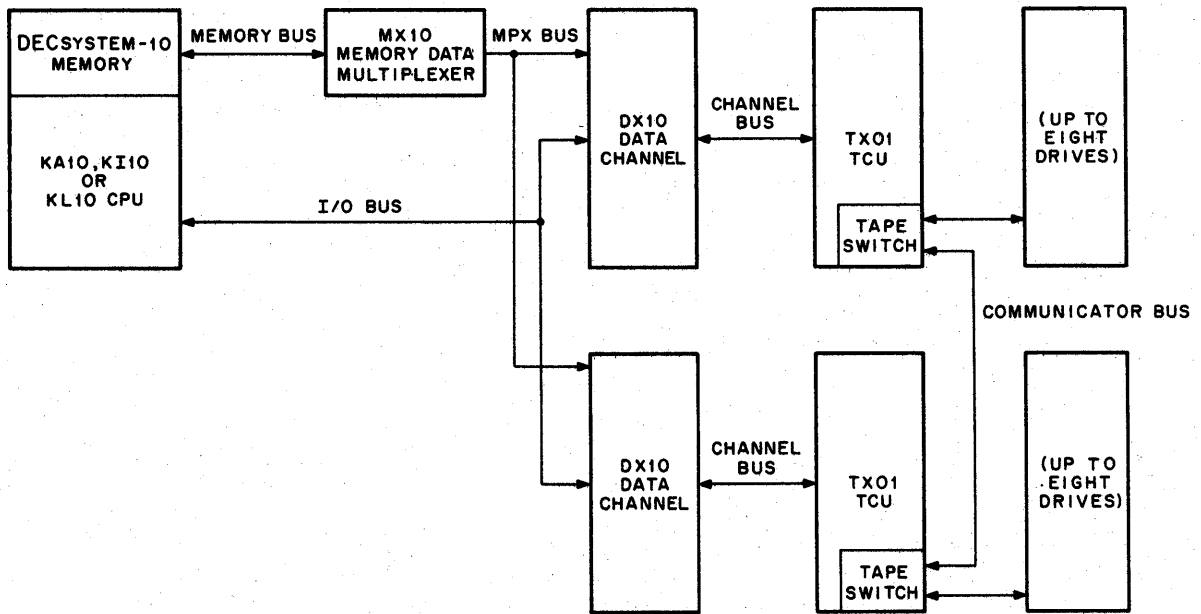 DECSYSTEM-10
MEMORY
KA10, KI10
OR
KL10 CPU
MEMORY BUS
MX10
MEMORY DATA
MULTIPLEXER
MPX BUS
I/O BUS
DX10
DATA
CHANNEL
CHANNEL
BUS
TX01
TCU
TAPE
SWITCH
(UP TO
EIGHT
DRIVES)
COMMUNICATOR BUS
DX10
DATA
CHANNEL
CHANNEL
BUS
TX01
TCU
TAPE
SWITCH
(UP TO
EIGHT
DRIVES)